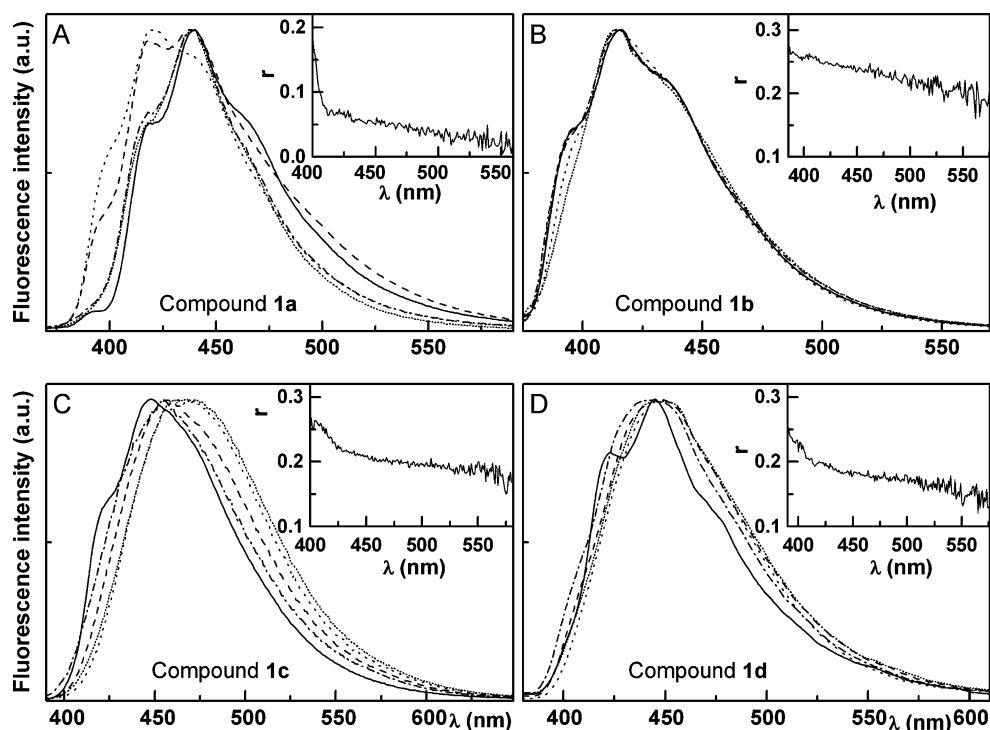 A
Fluorescence intensity (a.u.)
Compound 1a
400 450 500 550
r
0.2
0.1
0.0
400 450 500 550
λ (nm)
B
Compound 1b
400 450 500 550
r
0.3
0.2
0.1
400 450 500 550
λ (nm)
C
Fluorescence intensity (a.u.)
Compound 1c
400 450 500 550 600 λ (nm)
r
0.3
0.2
0.1
400 450 500 550
λ (nm)
D
Compound 1d
400 450 500 550 600
λ (nm)
r
0.3
0.2
0.1
400 450 500 550
λ (nm)